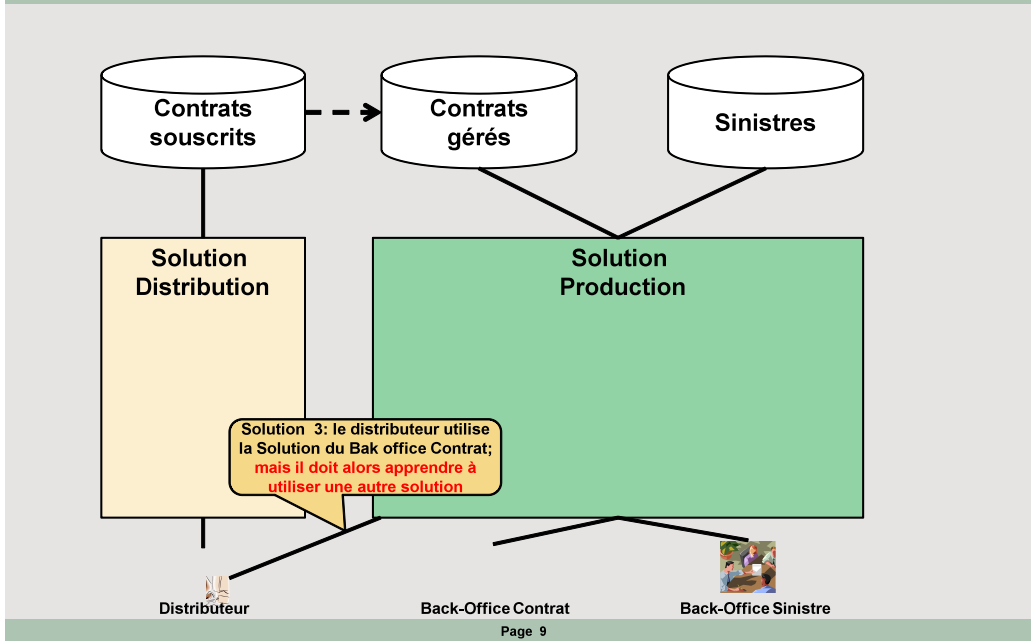 Contrats
souscrits
Contrats
gérés
Sinistres
Solution
Distribution
Solution
Production
Solution 3: le distributeur utilise
la Solution du Bak office Contrat;
mais il doit alors apprendre à
utiliser une autre solution
Distributeur
Back-Office Contrat
Back-Office Sinistre
Page 9